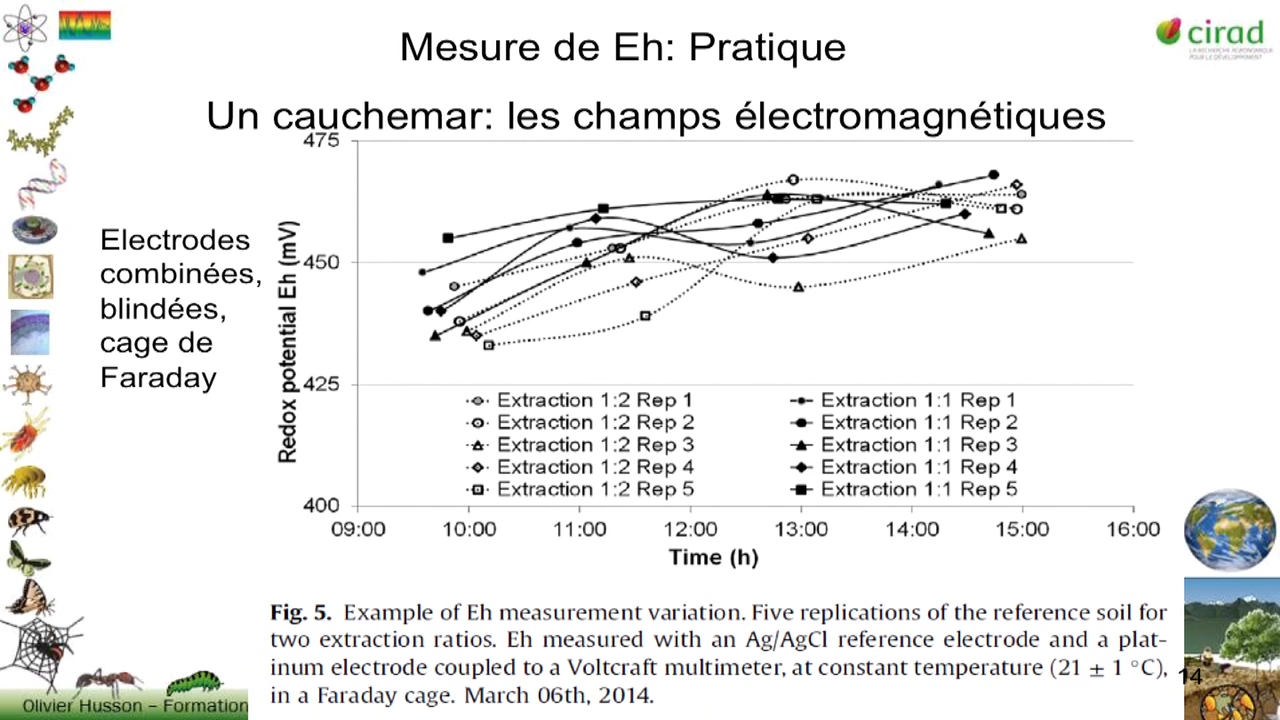 Mesure de Eh: Pratique
cirad
LA RECHERCHE AGRONOMIQUE
POUR LE DÉVELOPPEMENT
Un cauchemar: les champs électromagnétiques
Electrodes
combinées,
blindées,
cage de
Faraday
Redox potential Eh (mV)
475
450
425
400
Extraction 1:2 Rep 1
Extraction 1:2 Rep 2
Extraction 1:2 Rep 3
Extraction 1:2 Rep 4
Extraction 1:2 Rep 5
Extraction 1:1 Rep 1
Extraction 1:1 Rep 2
Extraction 1:1 Rep 3
Extraction 1:1 Rep 4
Extraction 1:1 Rep 5
09:00 10:00 11:00 12:00 13:00 14:00 15:00 16:00
Time (h)
Fig. 5. Example of Eh measurement variation. Five replications of the reference soil for
two extraction ratios. Eh measured with an Ag/AgCl reference electrode and a plat-
inum electrode coupled to a Voltcraft multimeter, at constant temperature (21 ± 1 °C),
in a Faraday cage. March 06th, 2014.
14
Olivier Husson – Formation